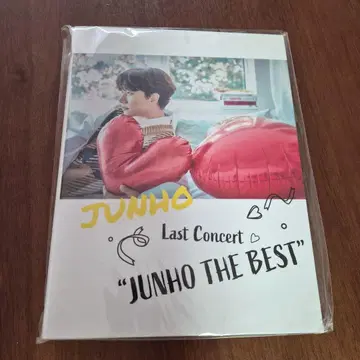 JUNHO
Last Concert
"JUNHO THE BEST"